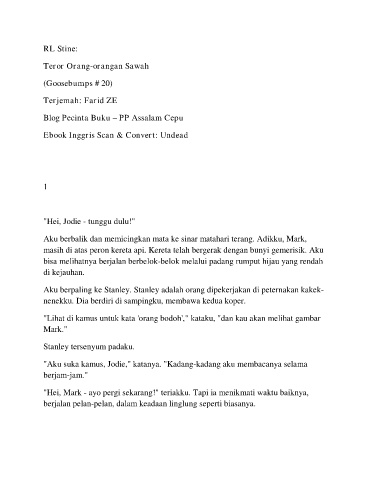 RL Stine:
Teror Orang-orangan Sawah
(Goosebumps # 20)
Terjemah: Farid ZE
Blog Pecinta Buku – PP Assalam Cepu
Ebook Inggris Scan & Convert: Undead
1
"Hei, Jodie - tunggu dulu!"
Aku berbalik dan memicingkan mata ke sinar matahari terang. Adikku, Mark,
masih di atas peron kereta api. Kereta telah bergerak dengan bunyi gemerisik. Aku
bisa melihatnya berjalan berbelok-belok melalui padang rumput hijau yang rendah
di kejauhan.
Aku berpaling ke Stanley. Stanley adalah orang dipekerjakan di peternakan kakek-
nenekku. Dia berdiri di sampingku, membawa kedua koper.
"Lihat di kamus untuk kata 'orang bodoh'," kataku, "dan kau akan melihat gambar
Mark."
Stanley tersenyum padaku.
"Aku suka kamus, Jodie," katanya. "Kadang-kadang aku membacanya selama
berjam-jam."
"Hei, Mark - ayo pergi sekarang!" teriakku. Tapi ia menikmati waktu baiknya,
berjalan pelan-pelan, dalam keadaan linglung seperti biasanya.